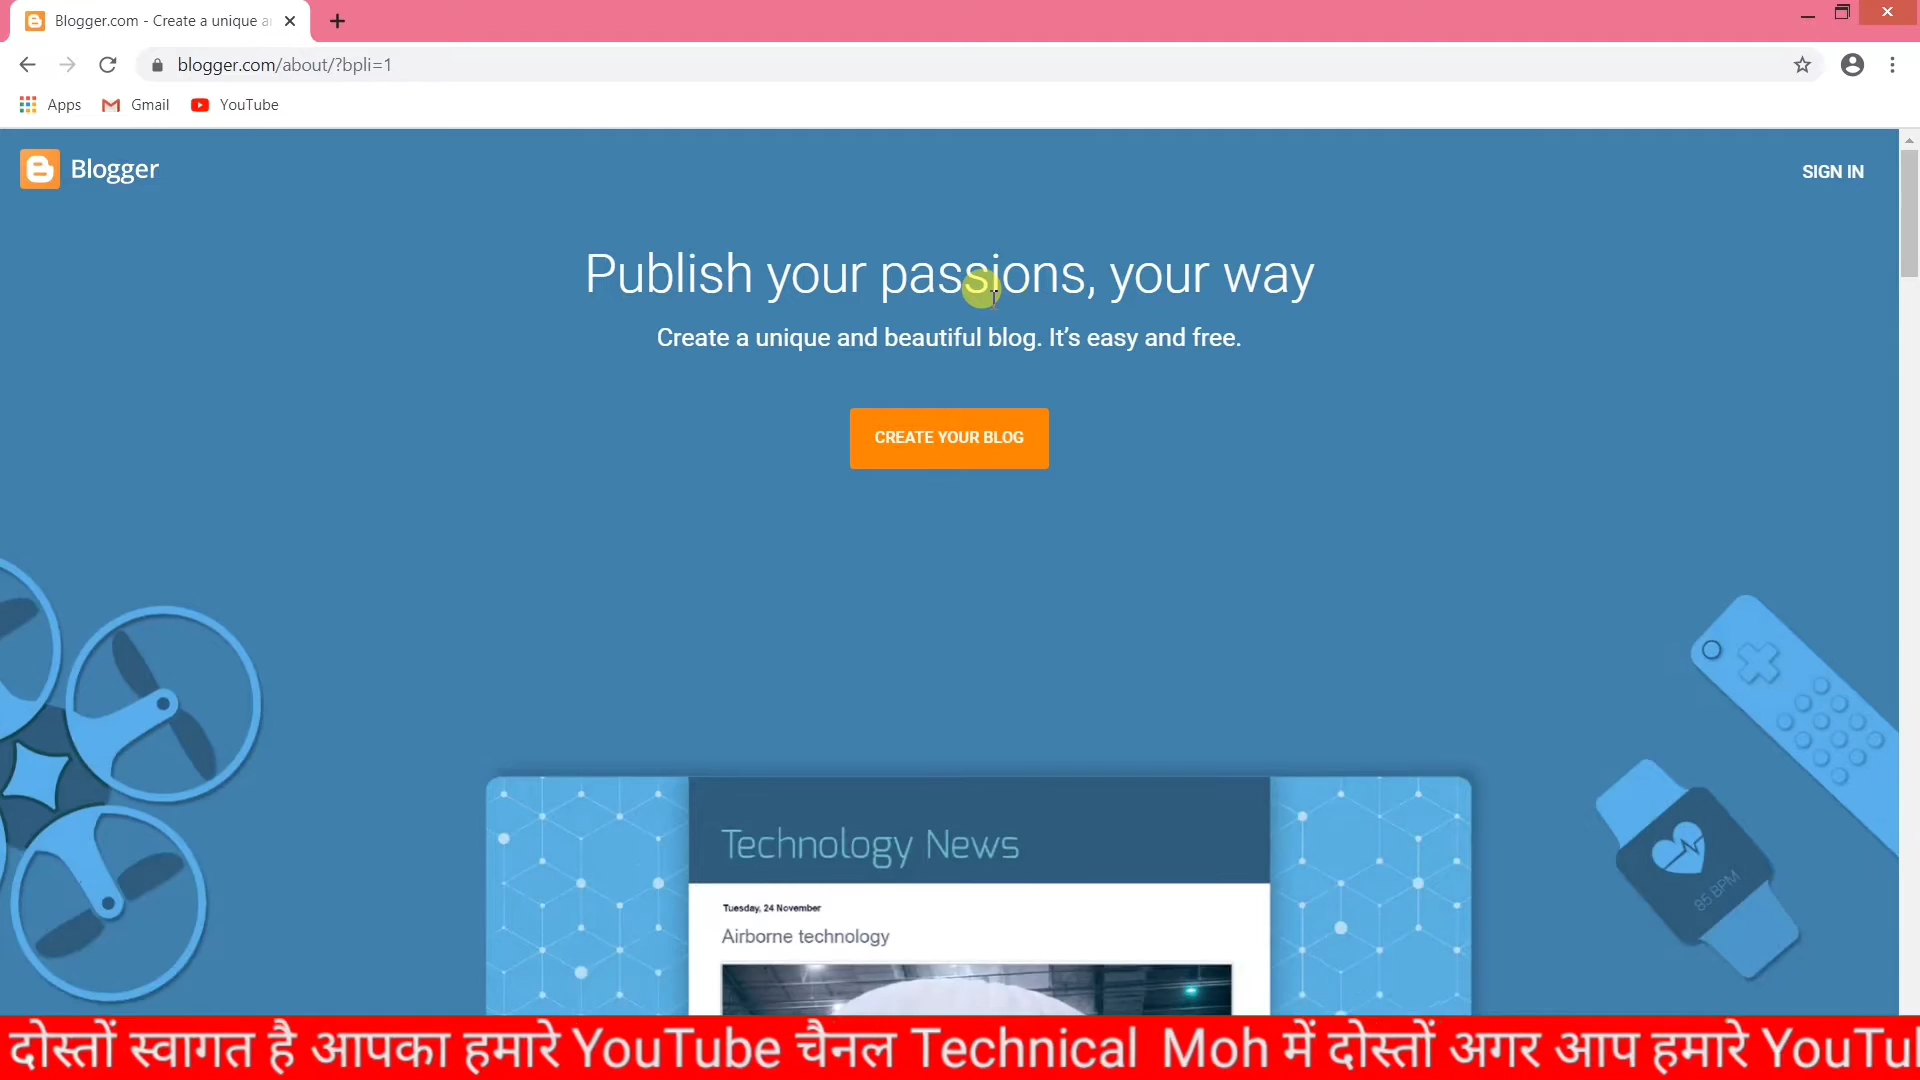 Blogger.com - Create a unique a
blogger.com/about/?bpli=1
Apps Gmail YouTube
Blogger
SIGN IN
Publish your passions, your way
Create a unique and beautiful blog. It's easy and free.
CREATE YOUR BLOG
85 BPM
Technology News
Tuesday, 24 November
Airborne technology
दोस्तों स्वागत है आपका हमारे YouTube चैनल Technical Moh में दोस्तों अगर आप हमारे